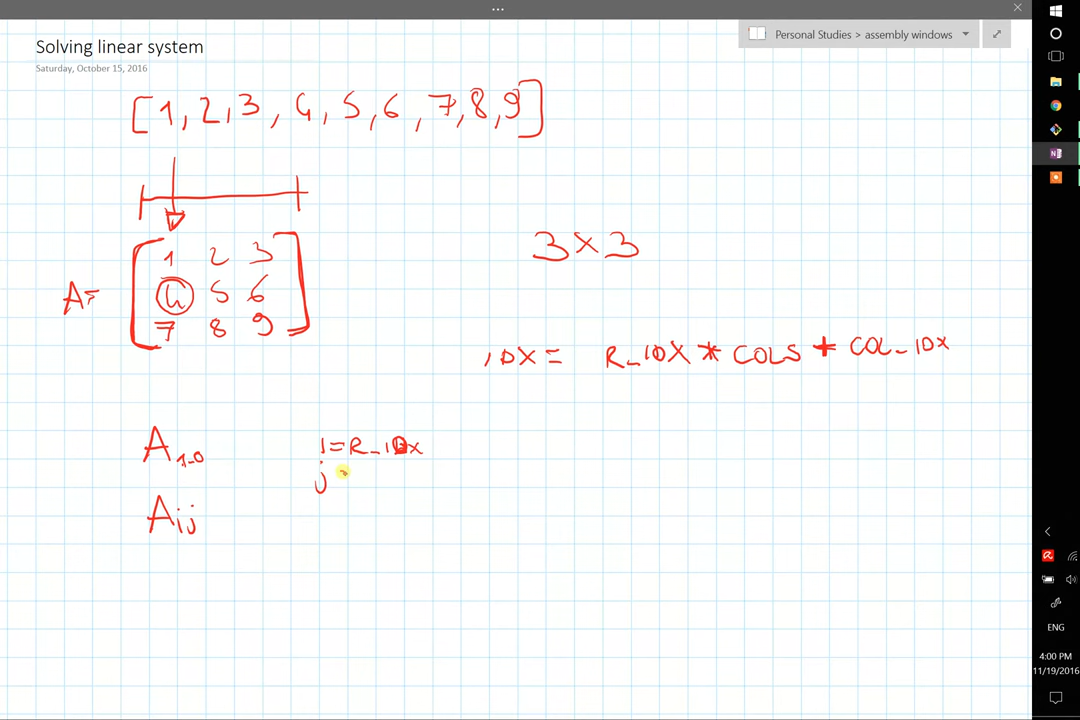 Solving linear system
Saturday, October 15, 2016
Personal Studies > assembly windows
[1, 2, 3, 4, 5, 6, 7, 8, 9]
3 x 3
1 2 3
A= 4 5 6
7 8 9
IDX = R_IDX * COLS + COL_IDX
A1,0
i = R_IDX
j =
Aij
ENG
4:00 PM
11/19/2016